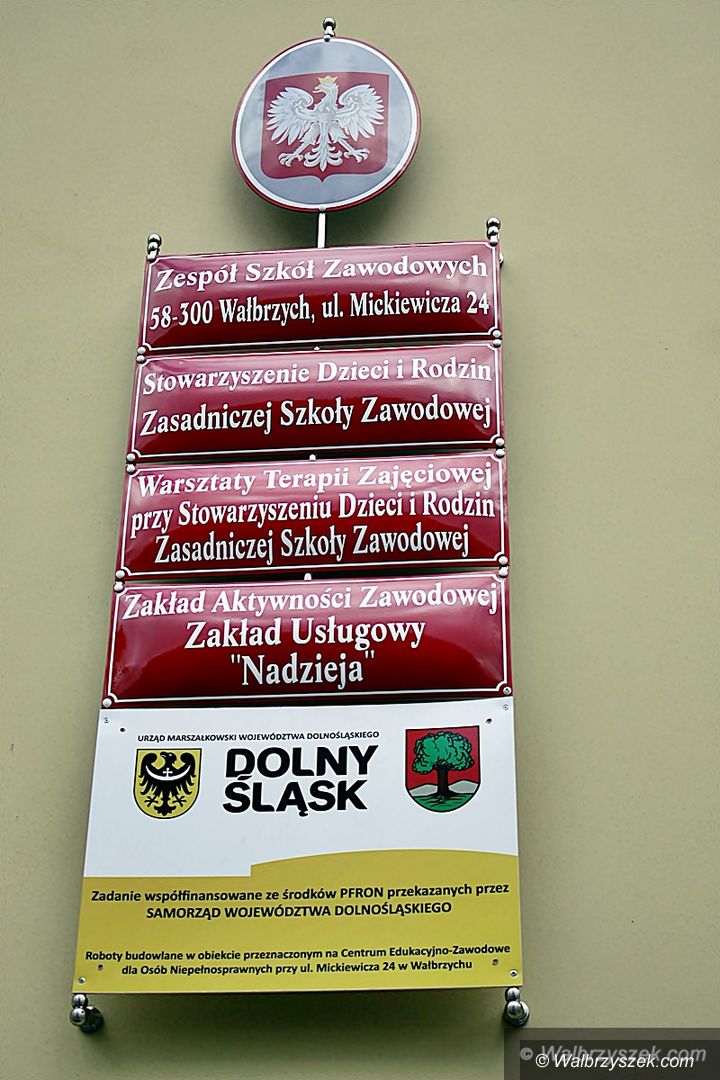 Zespół Szkół Zawodowych
58-300 Wałbrzych, ul. Mickiewicza 24
Stowarzyszenie Dzieci i Rodzin
Zasadniczej Szkoły Zawodowej
Warsztaty Terapii Zajęciowej
przy Stowarzyszeniu Dzieci i Rodzin
Zasadniczej Szkoły Zawodowej
Zakład Aktywności Zawodowej
Zakład Usługowy
"Nadzieja"
URZĄD MARSZAŁKOWSKI WOJEWÓDZTWA DOLNOŚLĄSKIEGO
DOLNY
ŚLĄSK
Zadanie współfinansowane ze środków PFRON przekazanych przez
SAMORZĄD WOJEWÓDZTWA DOLNOŚLĄSKIEGO
Roboty budowlane w obiekcie przeznaczonym na Centrum Edukacyjno-Zawodowe
dla Osób Niepełnosprawnych przy ul. Mickiewicza 24 w Wałbrzychu
© Walbrzyszek.com
© Walbrzyszek.com